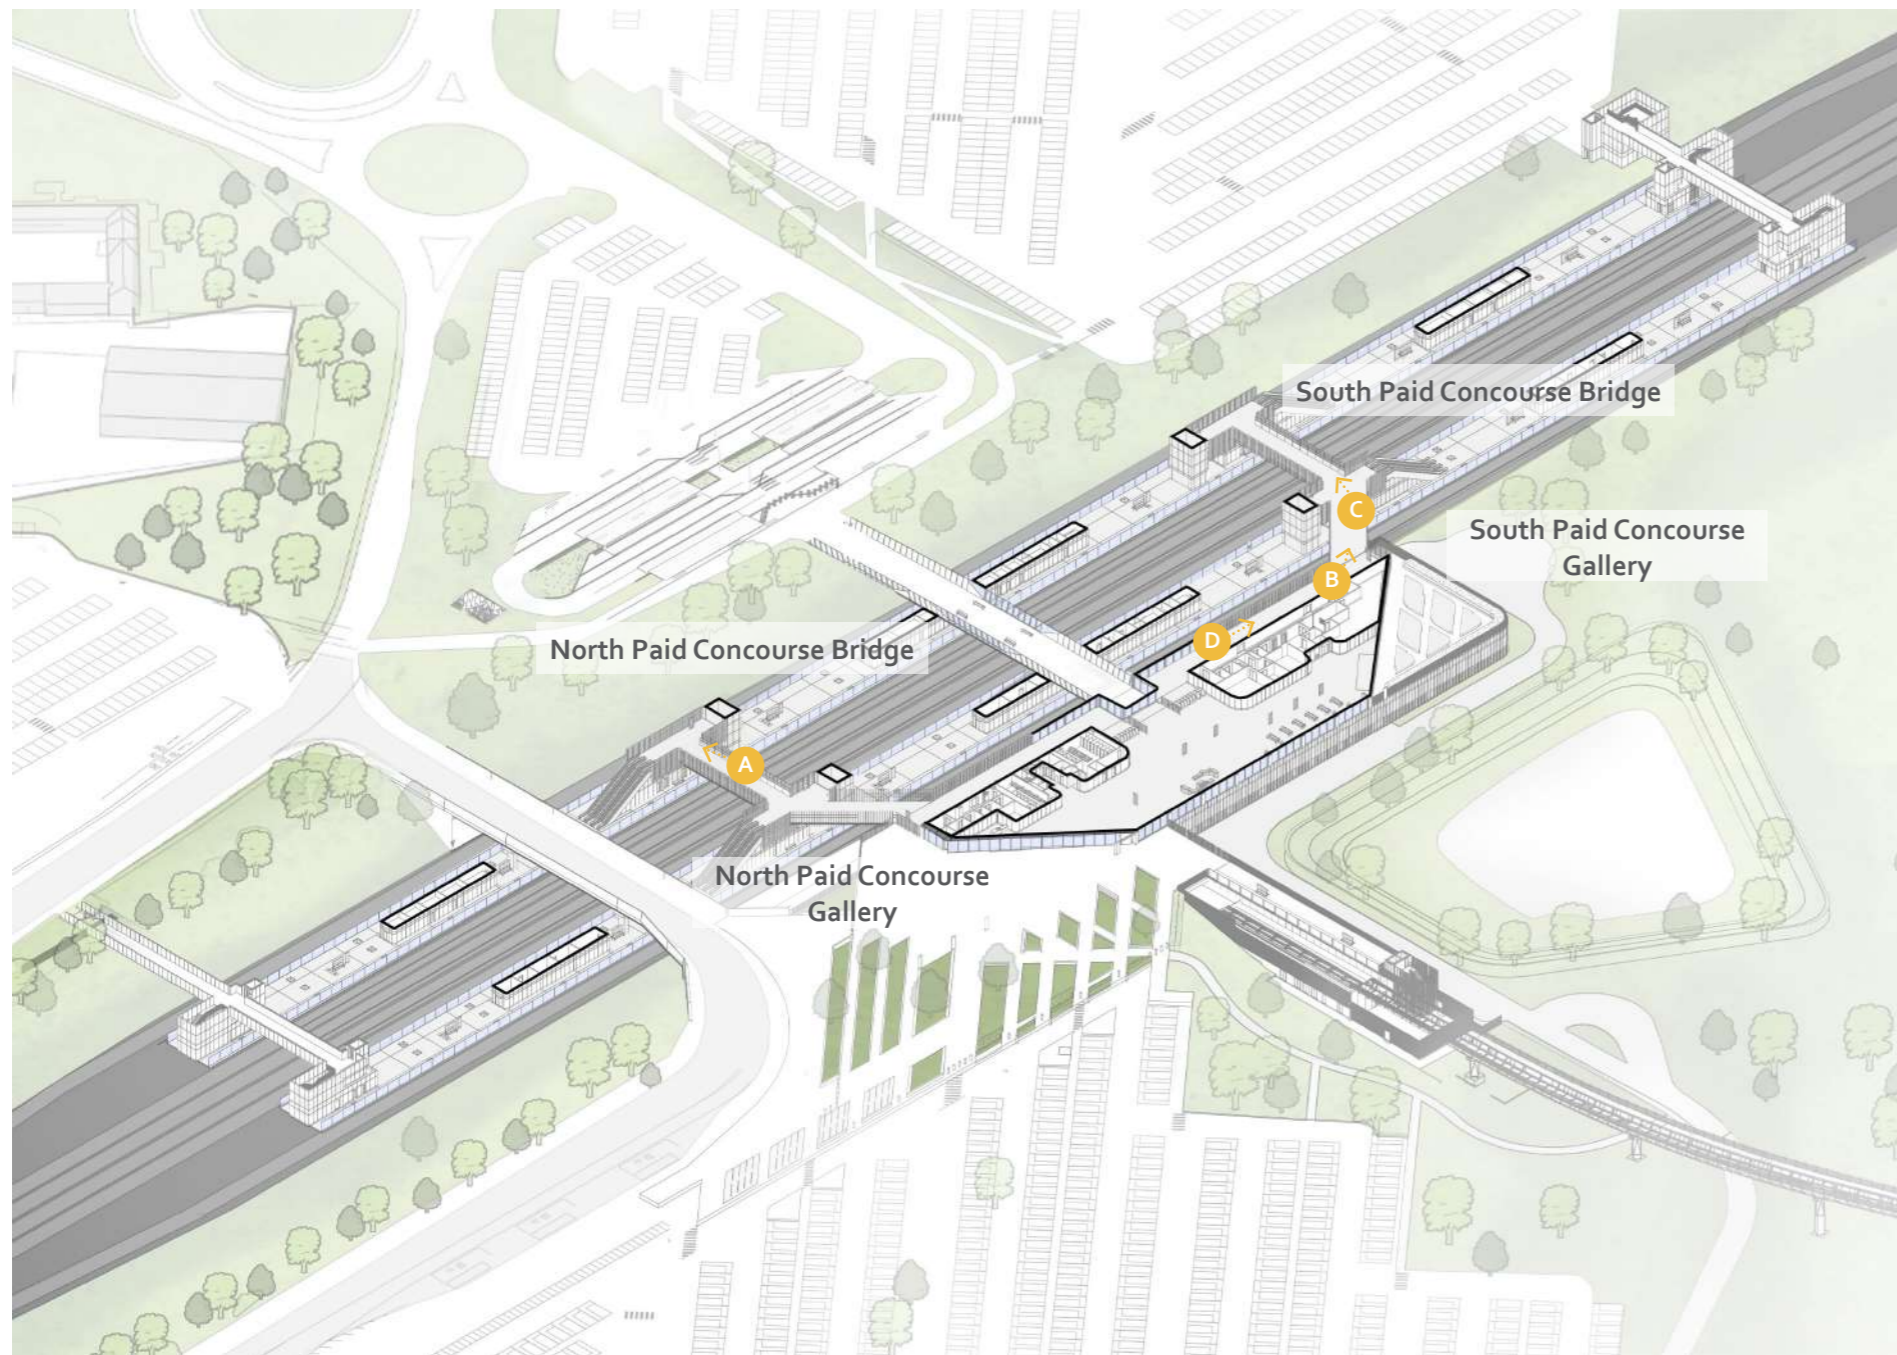 South Paid Concourse Bridge
C
South Paid Concourse
Gallery
B
D
North Paid Concourse Bridge
A
North Paid Concourse
Gallery